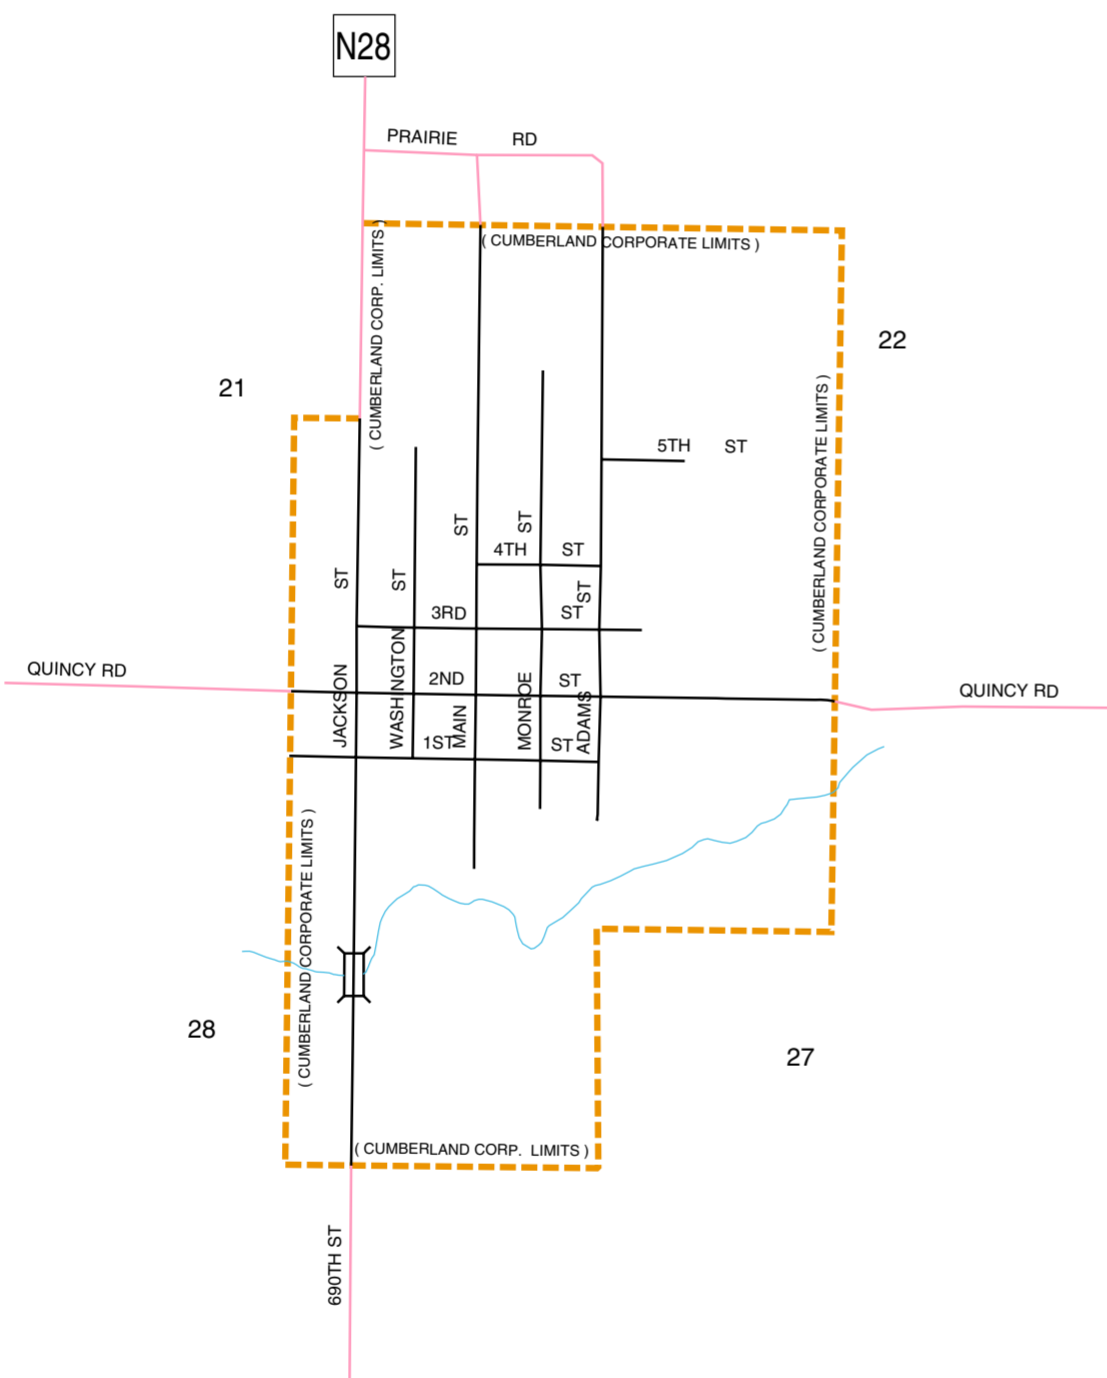 N28
PRAIRIE RD
( CUMBERLAND CORP. LIMITS )
( CUMBERLAND CORPORATE LIMITS )
22
21
( CUMBERLAND CORPORATE LIMITS )
5TH ST
4TH ST
3RD ST
2ND ST
1ST ST
JACKSON ST
WASHINGTON ST
MAIN ST
MONROE ST
ADAMS ST
QUINCY RD
QUINCY RD
( CUMBERLAND CORPORATE LIMITS )
28
27
( CUMBERLAND CORP. LIMITS )
690TH ST